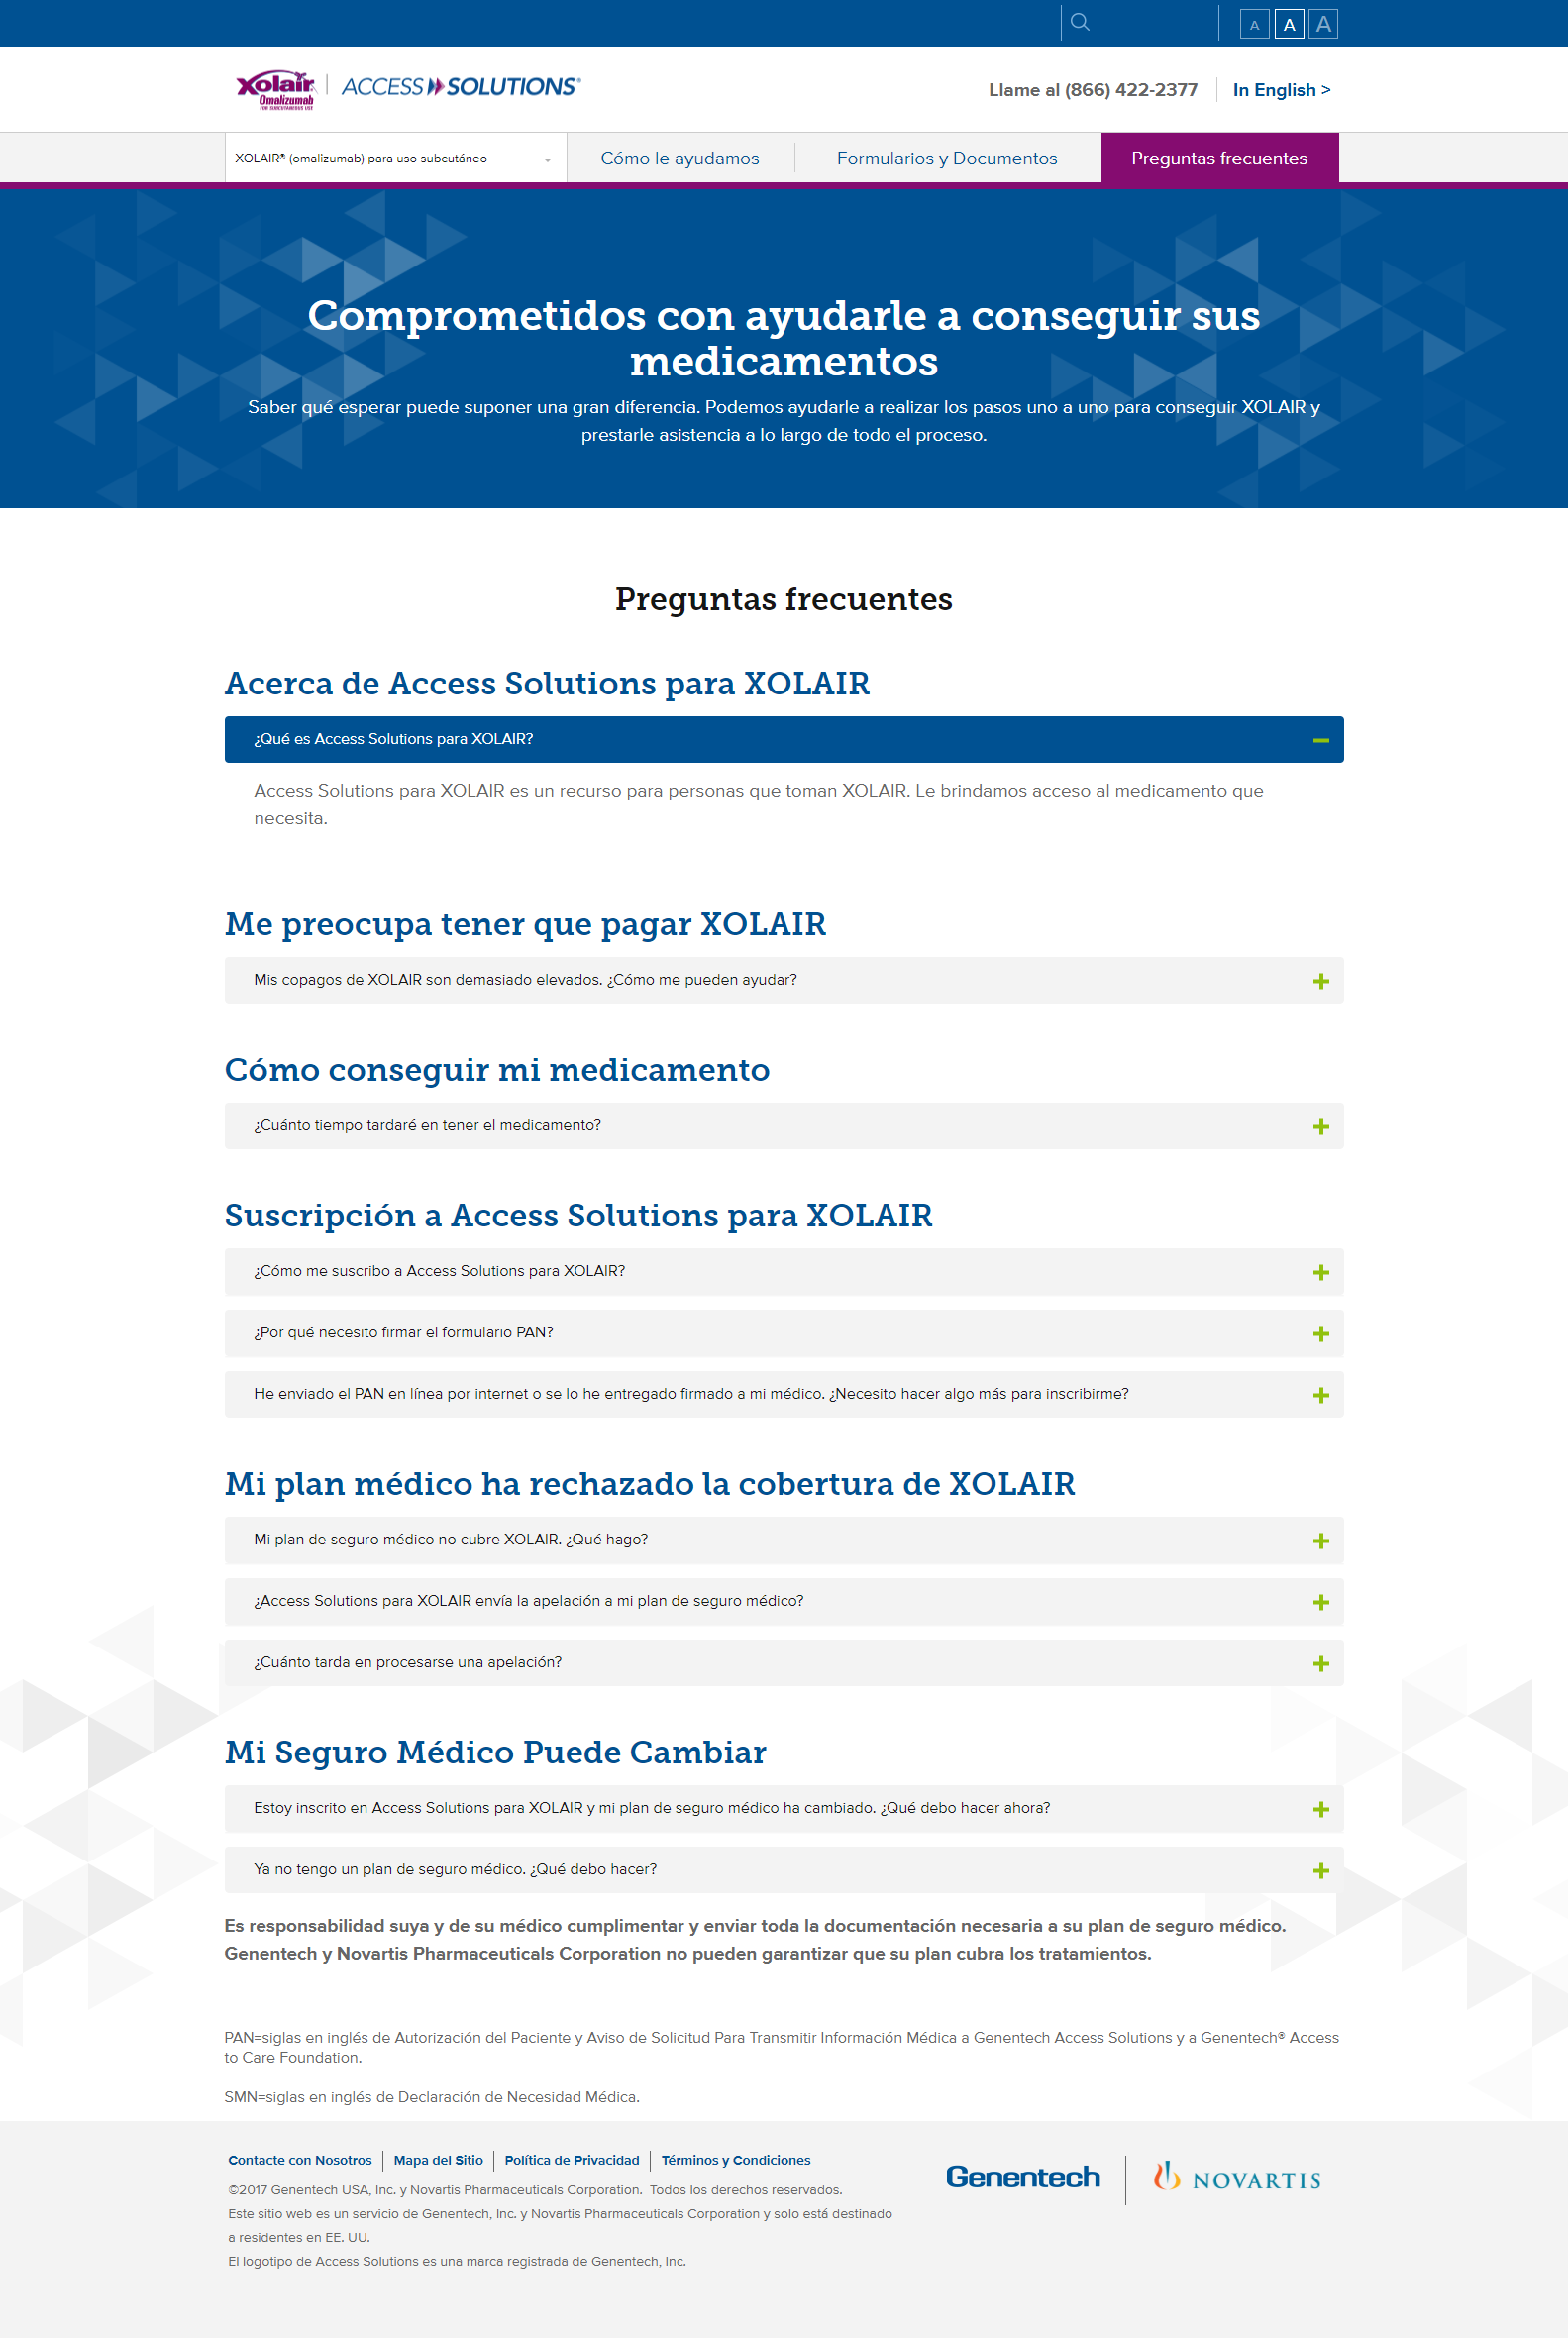 A A A
Xolair
Omalizumab
FOR SUBCUTANEOUS USE
ACCESS SOLUTIONS®
Llame al (866) 422-2377
In English >
XOLAIR® (omalizumab) para uso subcutáneo
Cómo le ayudamos
Formularios y Documentos
Preguntas frecuentes
Comprometidos con ayudarle a conseguir sus
medicamentos
Saber qué esperar puede suponer una gran diferencia. Podemos ayudarle a realizar los pasos uno a uno para conseguir XOLAIR y
prestarle asistencia a lo largo de todo el proceso.
Preguntas frecuentes
Acerca de Access Solutions para XOLAIR
¿Qué es Access Solutions para XOLAIR?
Access Solutions para XOLAIR es un recurso para personas que toman XOLAIR. Le brindamos acceso al medicamento que
necesita.
Me preocupa tener que pagar XOLAIR
Mis copagos de XOLAIR son demasiado elevados. ¿Cómo me pueden ayudar?
Cómo conseguir mi medicamento
¿Cuánto tiempo tardaré en tener el medicamento?
Suscripción a Access Solutions para XOLAIR
¿Cómo me suscribo a Access Solutions para XOLAIR?
¿Por qué necesito firmar el formulario PAN?
He enviado el PAN en línea por internet o se lo he entregado firmado a mi médico. ¿Necesito hacer algo más para inscribirme?
Mi plan médico ha rechazado la cobertura de XOLAIR
Mi plan de seguro médico no cubre XOLAIR. ¿Qué hago?
¿Access Solutions para XOLAIR envía la apelación a mi plan de seguro médico?
¿Cuánto tarda en procesarse una apelación?
Mi Seguro Médico Puede Cambiar
Estoy inscrito en Access Solutions para XOLAIR y mi plan de seguro médico ha cambiado. ¿Qué debo hacer ahora?
Ya no tengo un plan de seguro médico. ¿Qué debo hacer?
Es responsabilidad suya y de su médico cumplimentar y enviar toda la documentación necesaria a su plan de seguro médico.
Genentech y Novartis Pharmaceuticals Corporation no pueden garantizar que su plan cubra los tratamientos.
PAN=siglas en inglés de Autorización del Paciente y Aviso de Solicitud Para Transmitir Información Médica a Genentech Access Solutions y a Genentech® Access
to Care Foundation.
SMN=siglas en inglés de Declaración de Necesidad Médica.
Contacte con Nosotros
Mapa del Sitio
Política de Privacidad
Términos y Condiciones
©2017 Genentech USA, Inc. y Novartis Pharmaceuticals Corporation. Todos los derechos reservados.
Este sitio web es un servicio de Genentech, Inc. y Novartis Pharmaceuticals Corporation y solo está destinado
a residentes en EE. UU.
El logotipo de Access Solutions es una marca registrada de Genentech, Inc.
Genentech
NOVARTIS